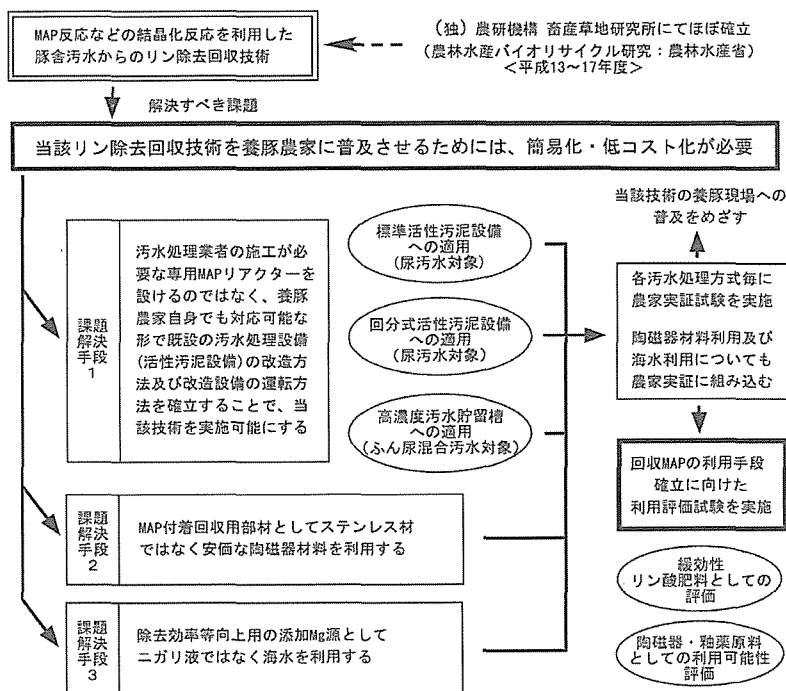 MAP反応などの結晶化反応を利用した
豚舎汚水からのリン除去回収技術
(独)農研機構 畜産草地研究所にてほぼ確立
(農林水産バイオリサイクル研究:農林水産省)
<平成13~17年度>
解決すべき課題
当該リン除去回収技術を養豚農家に普及させるためには、簡易化・低コスト化が必要
課題
解決
手段
1
汚水処理業者の施工が必
要な専用MAPリアクターを
設けるのではなく、養豚
農家自身でも対応可能な
形で既設の汚水処理設備
(活性汚泥設備)の改造方
法及び改造設備の運転方
法を確立することで、当
該技術を実施可能にする
標準活性汚泥設備
への適用
(尿汚水対象)
回分式活性汚泥設備
への適用
(尿汚水対象)
高濃度汚水貯留槽
への適用
(ふん尿混合汚水対象)
課題
解決
手段
2
MAP付着回収用部材としてステンレス材
ではなく安価な陶磁器材料を利用する
課題
解決
手段
3
除去効率等向上用の添加Mg源として
ニガリ液ではなく海水を利用する
当該技術の養豚現場への
普及をめざす
各汚水処理方式毎に
農家実証試験を実施
陶磁器材料利用及び
海水利用についても
農家実証に組み込む
回収MAPの利用手段
確立に向けた
利用評価試験を実施
緩効性
リン酸肥料としての
評価
陶磁器・釉薬原料
としての利用可能性
評価